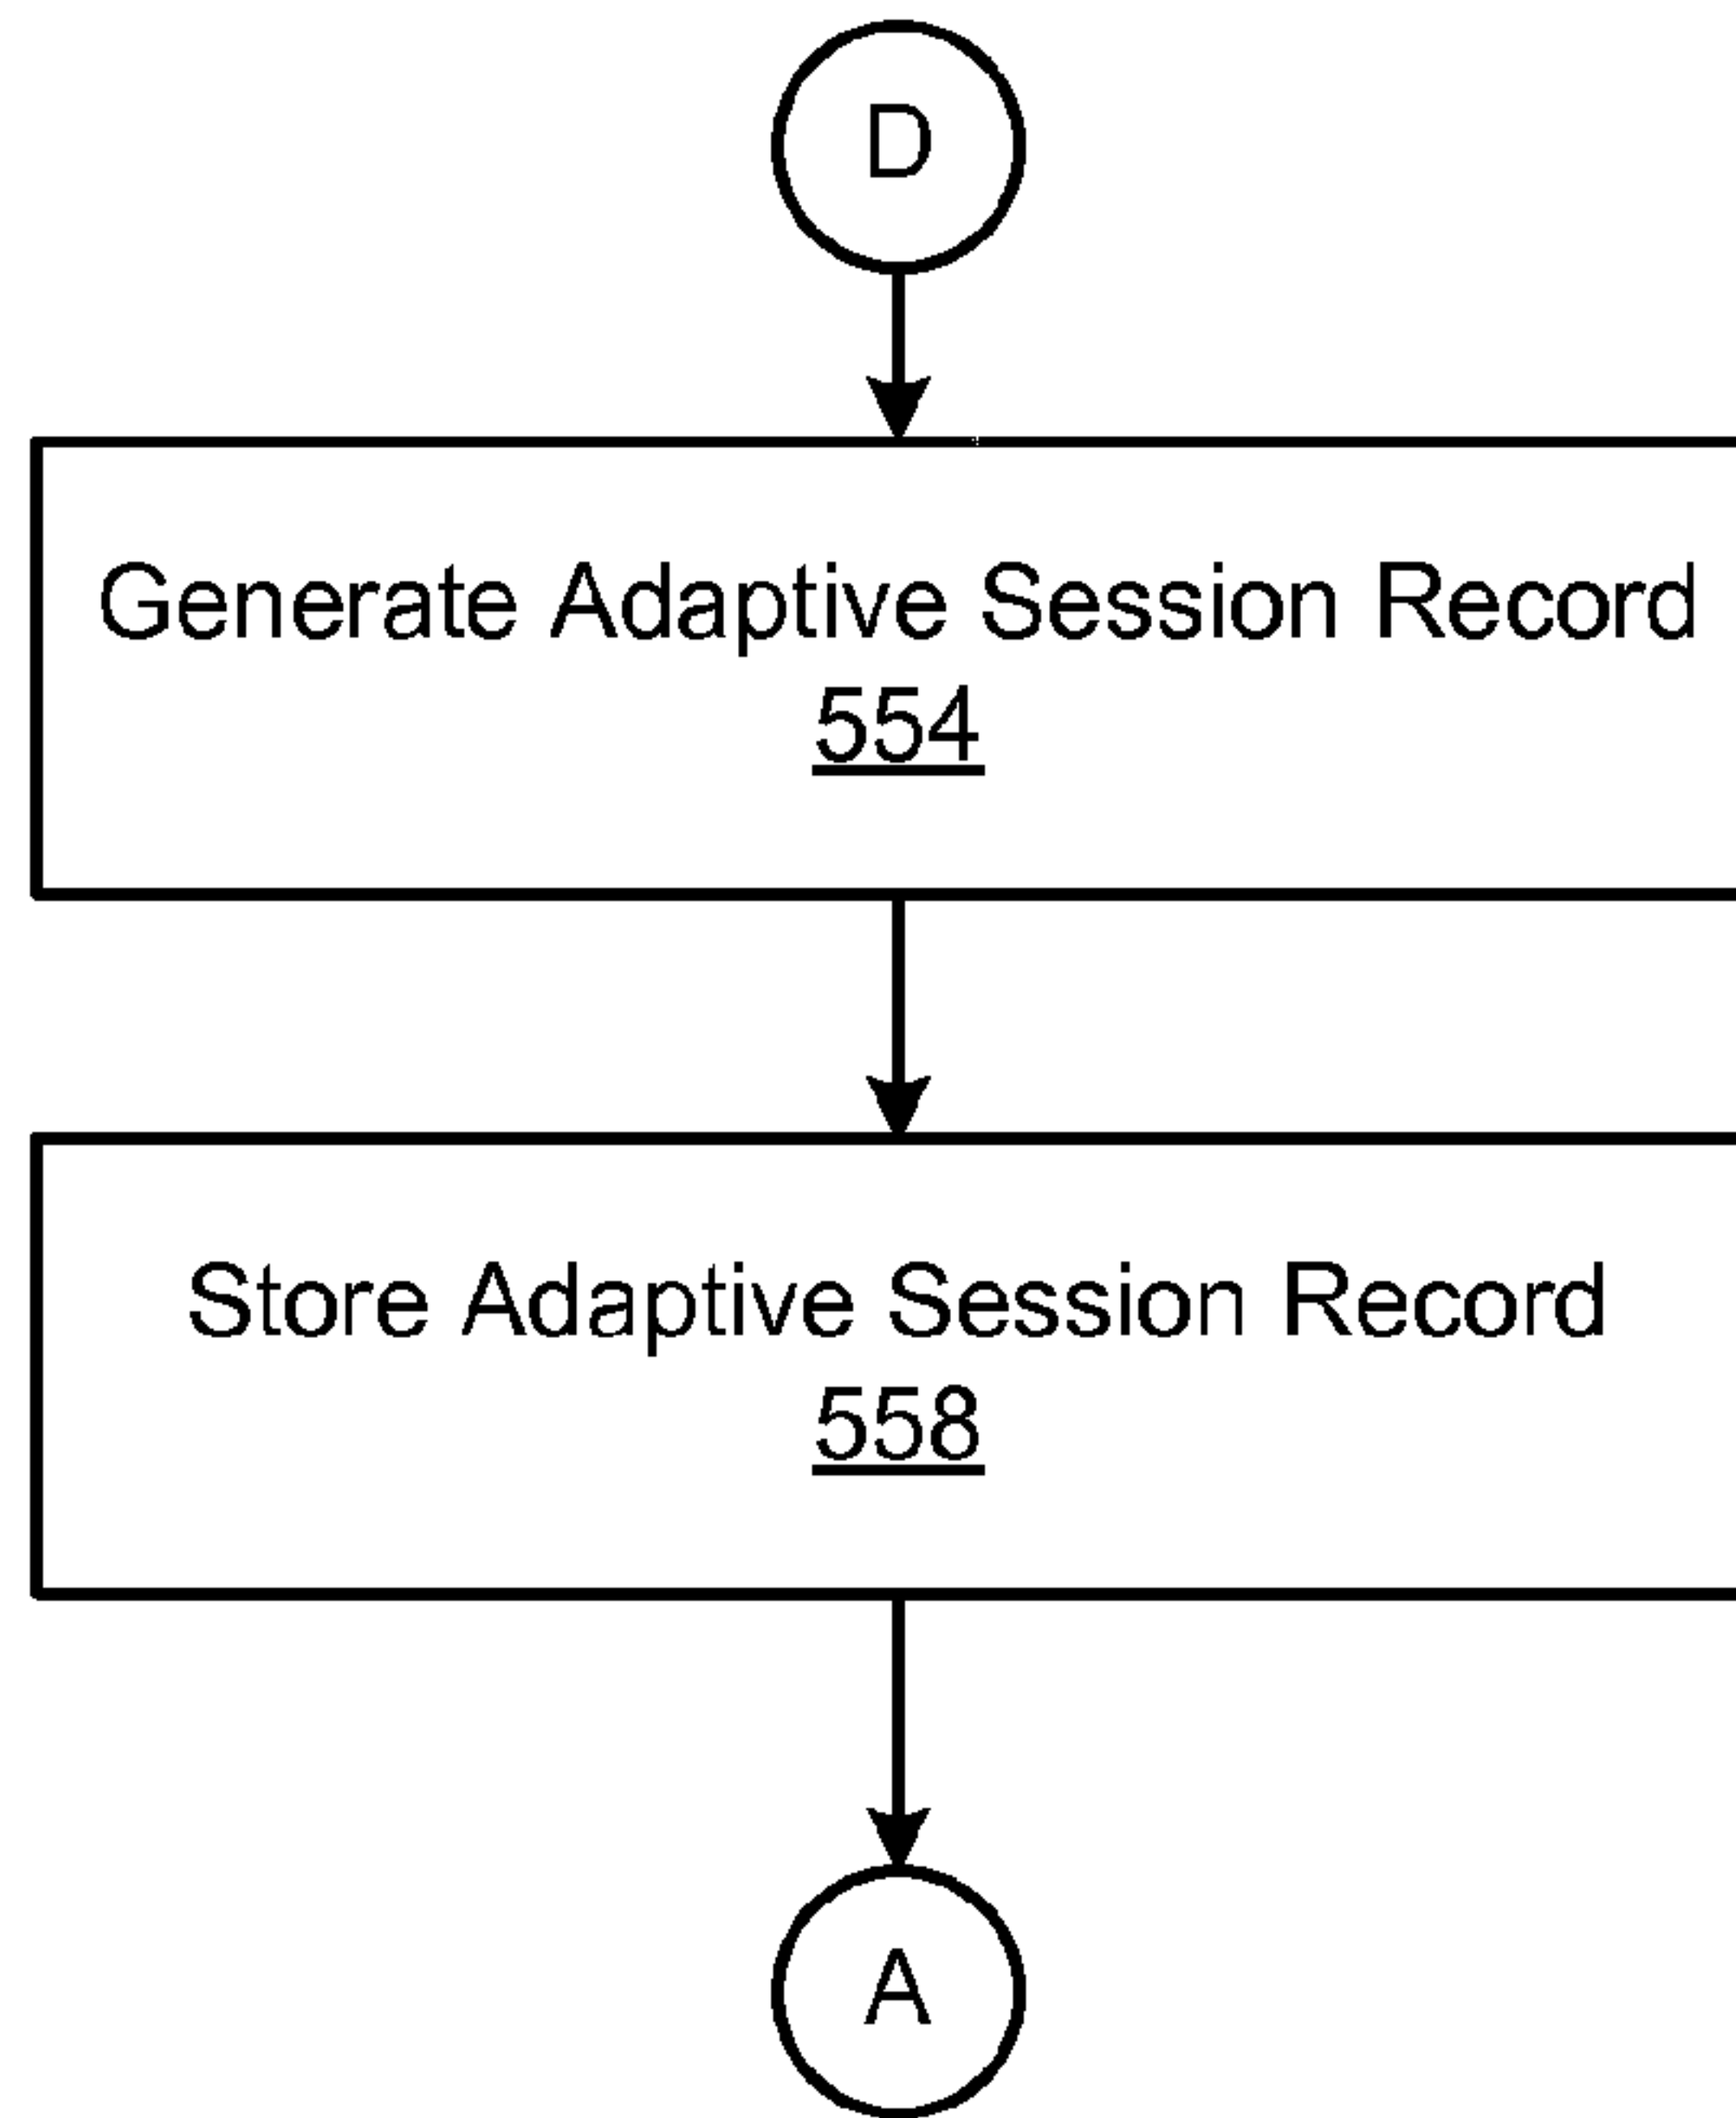 D
Generate Adaptive Session Record
554
Store Adaptive Session Record
558
A